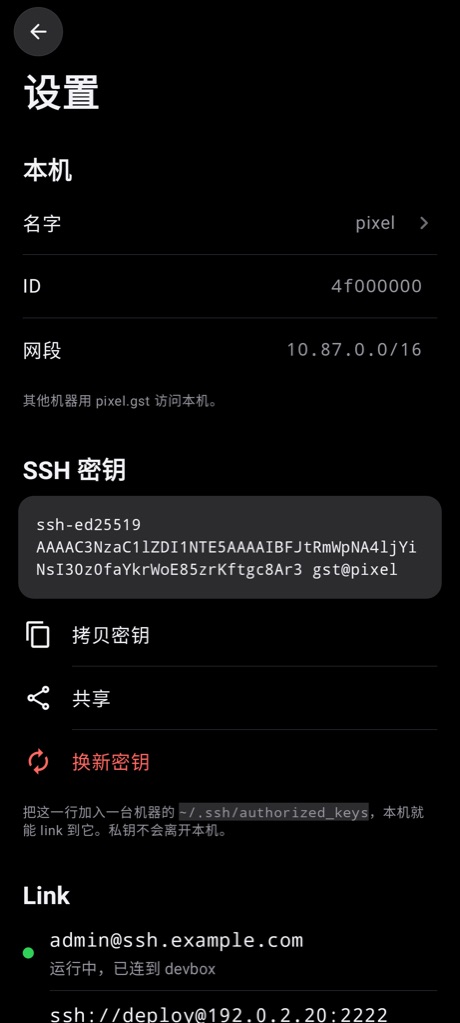 设置
本机
名字 pixel
ID 4f000000
网段 10.87.0.0/16
其他机器用 pixel.gst 访问本机。
SSH 密钥
ssh-ed25519
AAAAC3NzaC1lZDI1NTE5AAAAIBFJtRmWpNA4ljYi
NsI3Oz0faYkrWoE85zrKftgc8Ar3 gst@pixel
拷贝密钥
共享
换新密钥
把这一行加入一台机器的 ~/.ssh/authorized_keys，本机就
能 link 到它。私钥不会离开本机。
Link
admin@ssh.example.com
运行中，已连到 devbox
ssh://deploy@192.0.2.20:2222